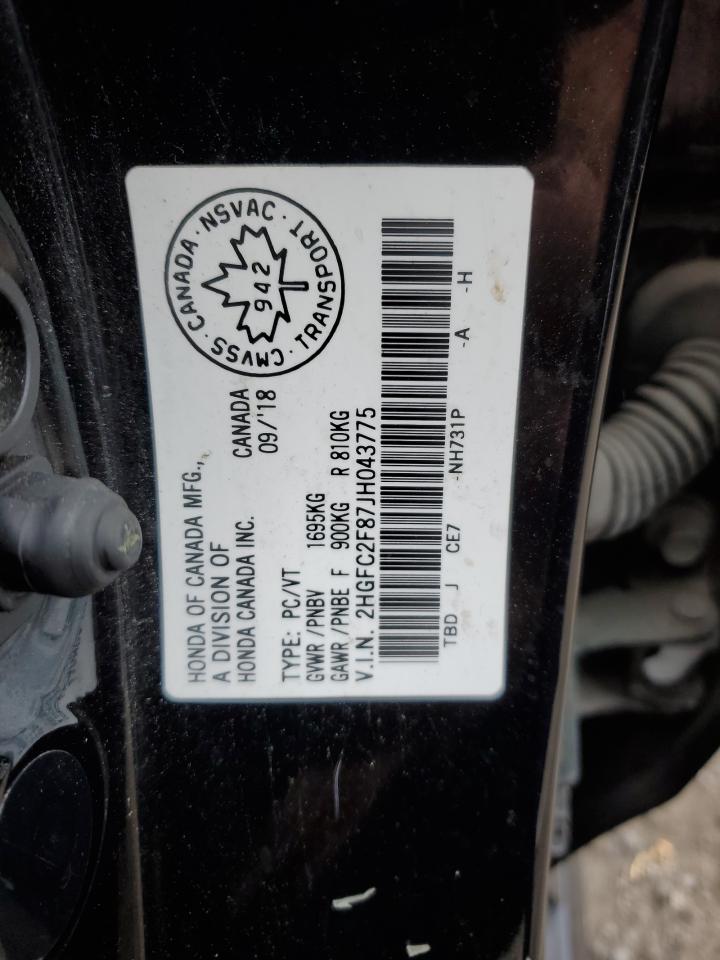 HONDA OF CANADA MFG.,
A DIVISION OF
HONDA CANADA INC.
CANADA
09/'18
CMVSS · CANADA · NSVAC · TRANSPORT ·
942
TYPE: PC/VT
GVWR /PNBV 1695KG
GAWR /PNBE F 900KG R 810KG
V.I.N. 2HGFC2F87JH043775
TBD J CE7 -NH731P -A -H